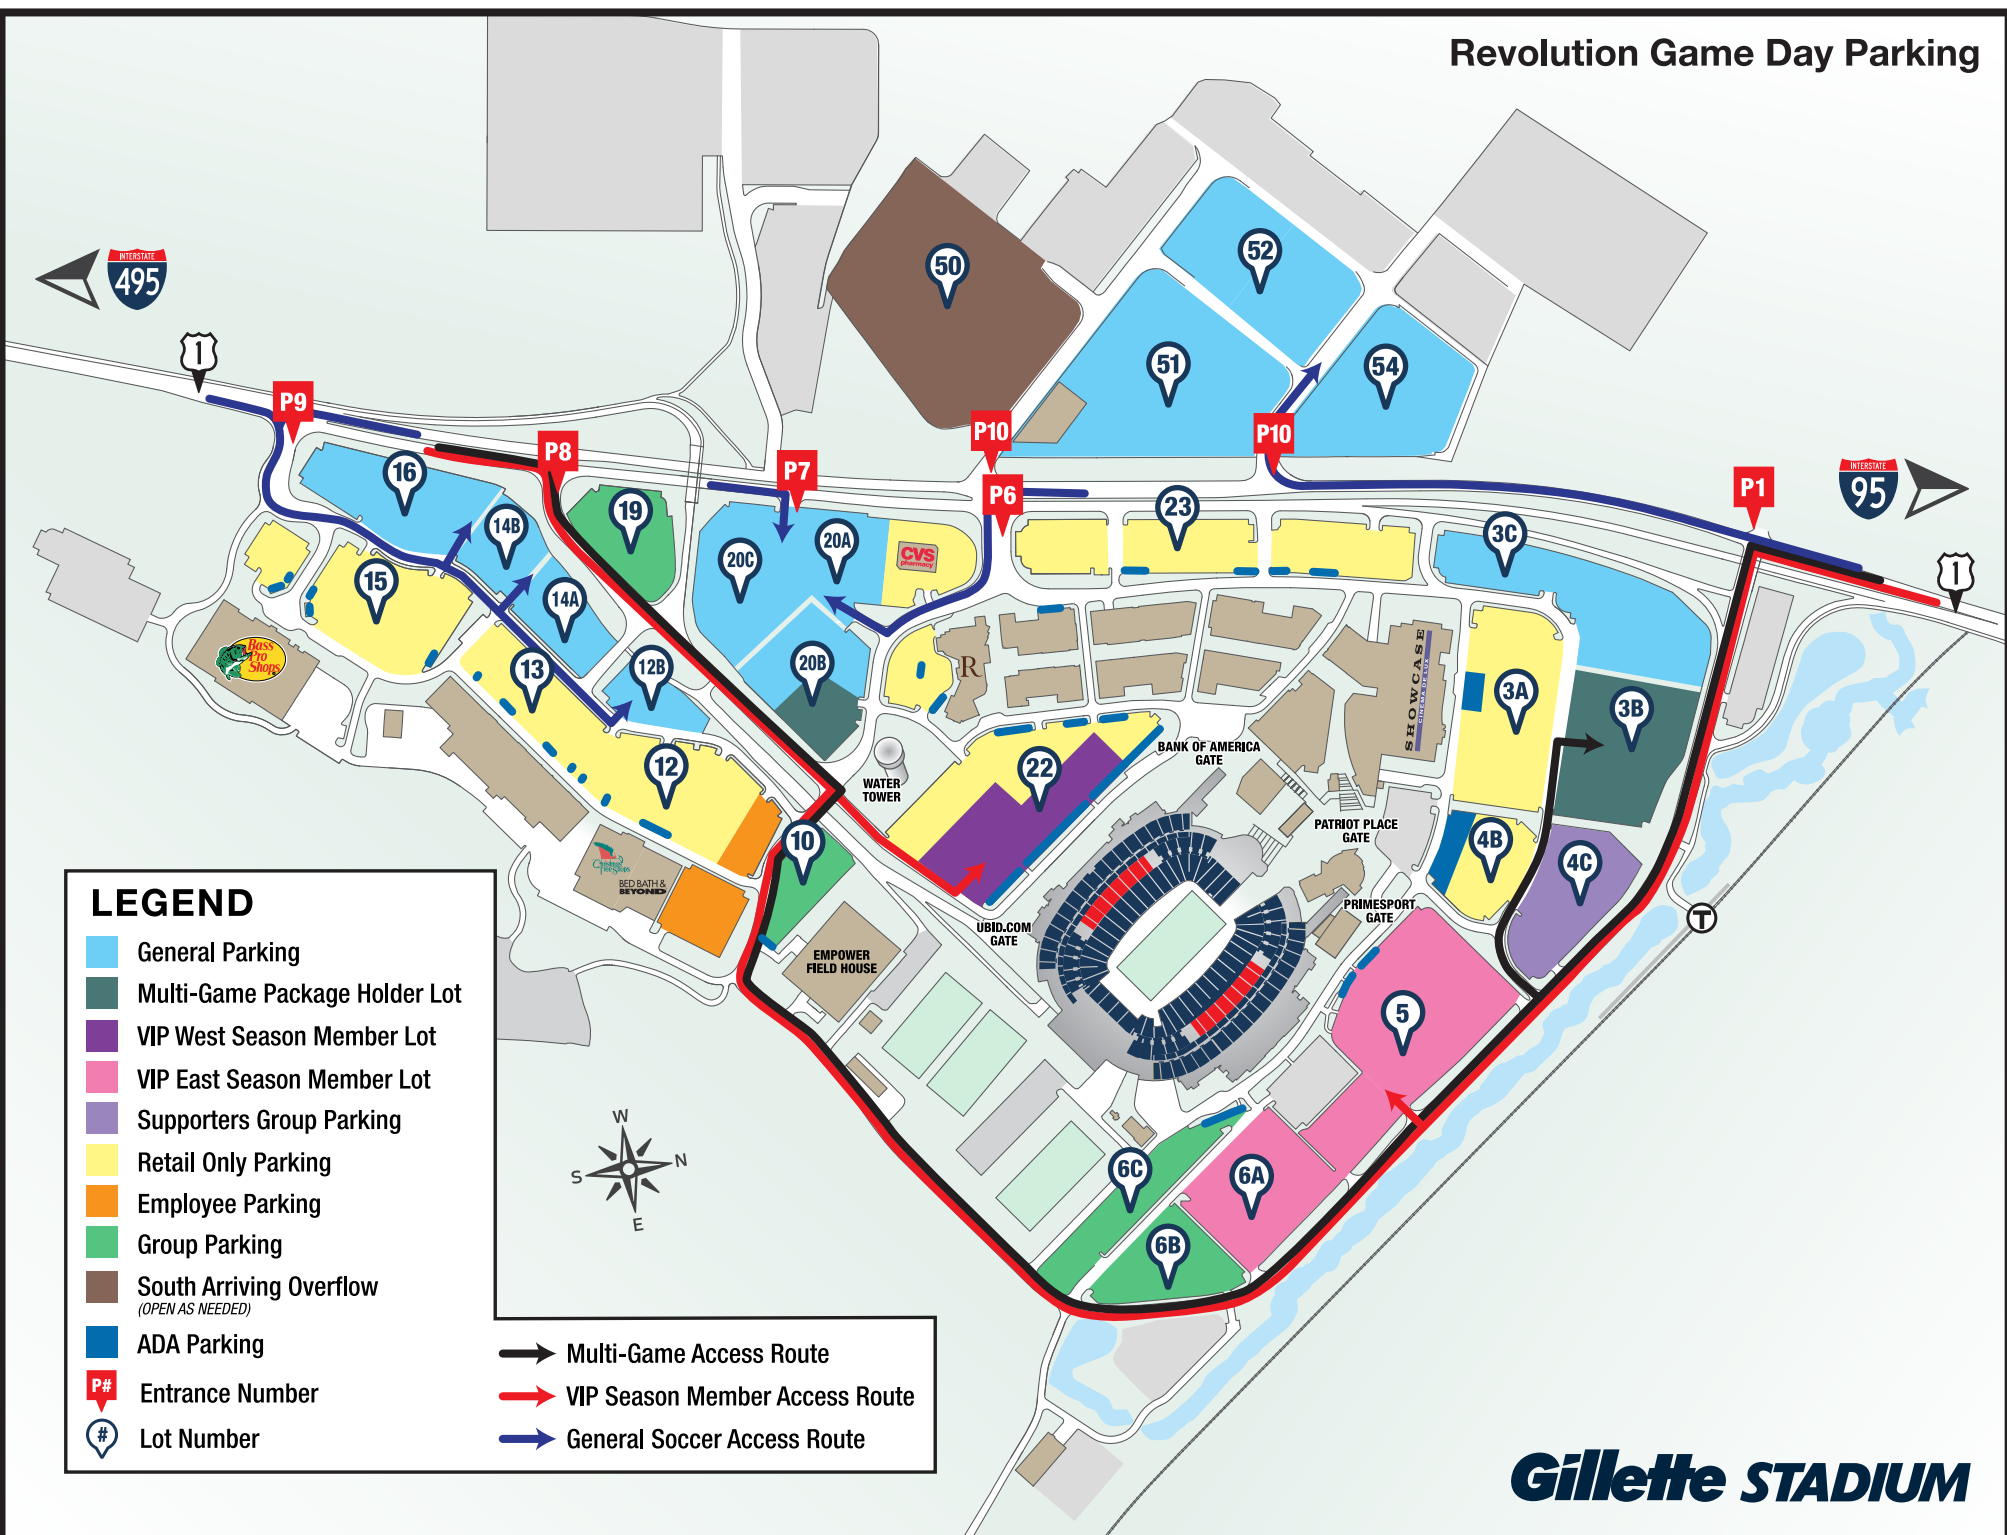 Revolution Game Day Parking
INTERSTATE
495
1
P9
P8
P7
P10
P6
P10
P1
INTERSTATE
95
1
50
52
51
54
16
14B
14A
15
13
12B
12
19
20C
20A
20B
CVS
pharmacy
23
3C
3A
3B
4B
4C
22
10
5
6A
6B
6C
Bass
Pro
Shops
R
SHOWCASE
CINEMA DE LUX
WATER
TOWER
BANK OF AMERICA
GATE
PATRIOT PLACE
GATE
PRIMESPORT
GATE
UBID.COM
GATE
EMPOWER
FIELD HOUSE
BED BATH &
BEYOND
T
W
S
N
E
LEGEND
General Parking
Multi-Game Package Holder Lot
VIP West Season Member Lot
VIP East Season Member Lot
Supporters Group Parking
Retail Only Parking
Employee Parking
Group Parking
South Arriving Overflow
(OPEN AS NEEDED)
ADA Parking
P# Entrance Number
# Lot Number
Multi-Game Access Route
VIP Season Member Access Route
General Soccer Access Route
Gillette STADIUM